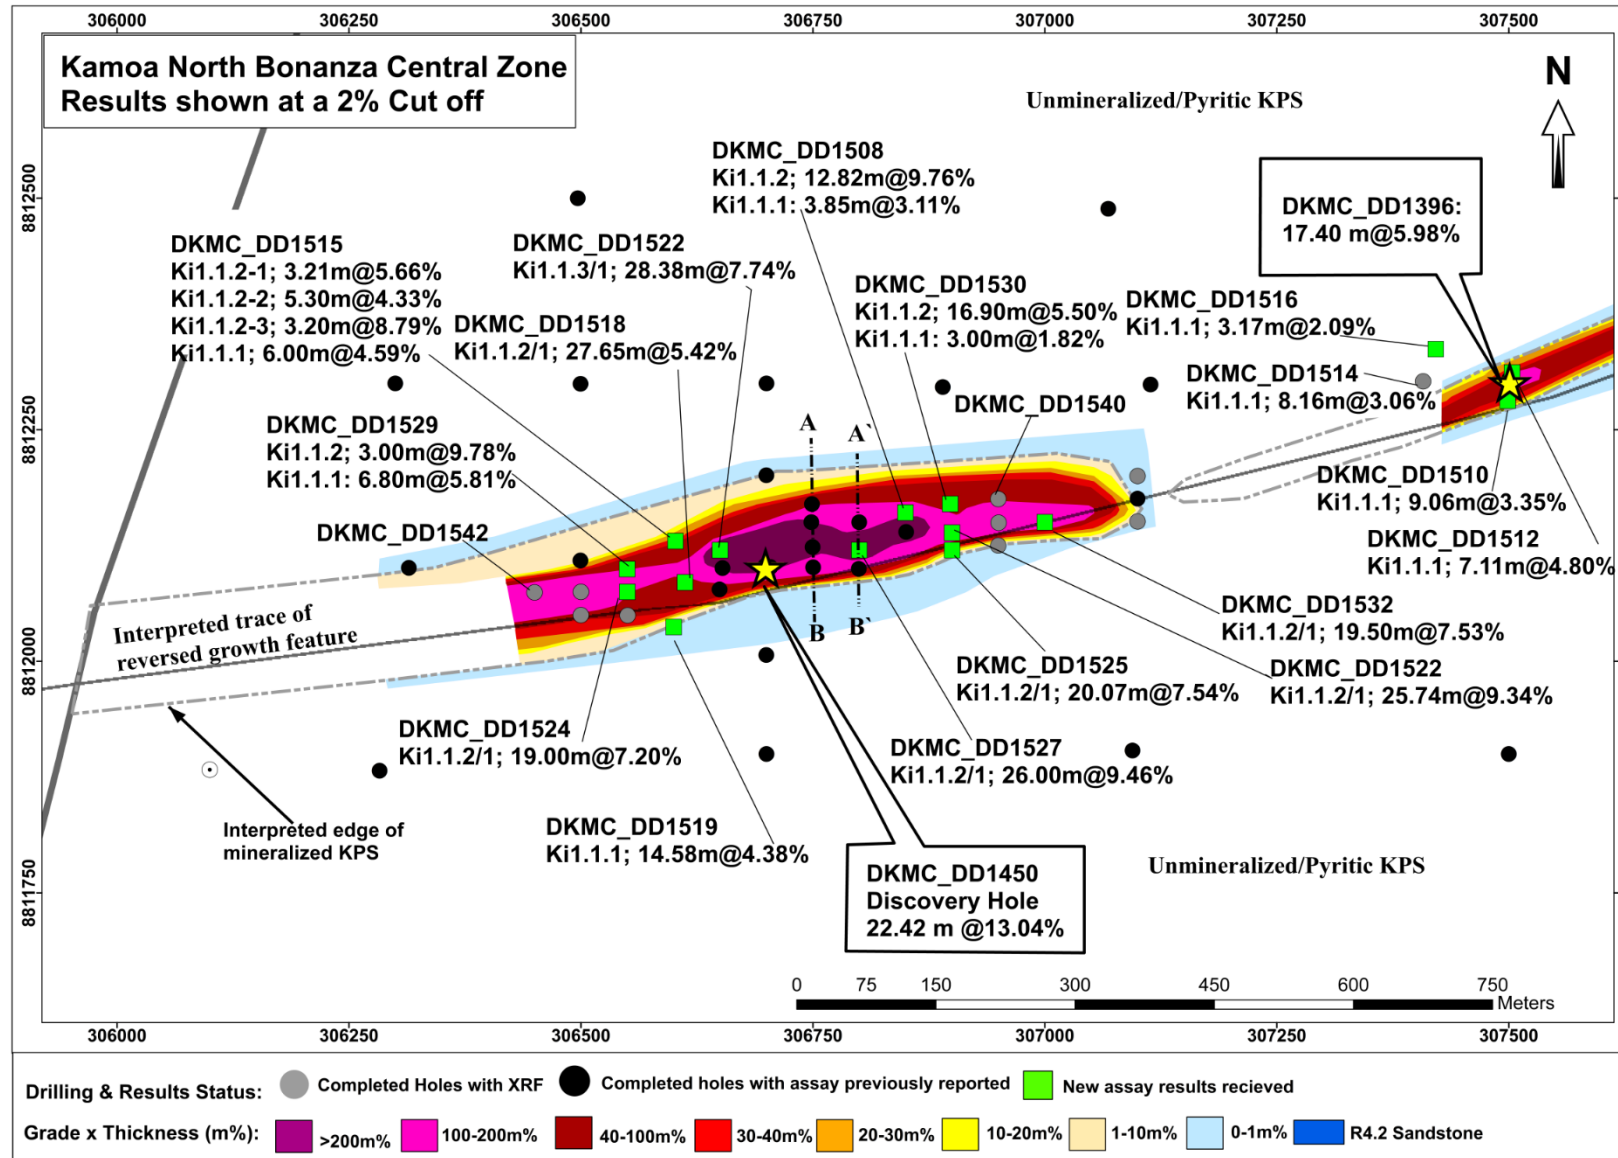 306000 306250 306500 306750 307000 307250 307500
Kamoa North Bonanza Central Zone
Results shown at a 2% Cut off
Unmineralized/Pyritic KPS
N
8812500
8812250
8812000
8811750
DKMC_DD1508
Ki1.1.2; 12.82m@9.76%
Ki1.1.1: 3.85m@3.11%
DKMC_DD1396:
17.40 m@5.98%
DKMC_DD1515
Ki1.1.2-1; 3.21m@5.66%
Ki1.1.2-2; 5.30m@4.33%
Ki1.1.2-3; 3.20m@8.79%
Ki1.1.1; 6.00m@4.59%
DKMC_DD1522
Ki1.1.3/1; 28.38m@7.74%
DKMC_DD1518
Ki1.1.2/1; 27.65m@5.42%
DKMC_DD1530
Ki1.1.2; 16.90m@5.50%
Ki1.1.1: 3.00m@1.82%
DKMC_DD1516
Ki1.1.1; 3.17m@2.09%
DKMC_DD1514
Ki1.1.1; 8.16m@3.06%
DKMC_DD1540
DKMC_DD1529
Ki1.1.2; 3.00m@9.78%
Ki1.1.1: 6.80m@5.81%
A A`
DKMC_DD1510
Ki1.1.1; 9.06m@3.35%
DKMC_DD1542
DKMC_DD1512
Ki1.1.1; 7.11m@4.80%
Interpreted trace of
reversed growth feature
B B`
DKMC_DD1532
Ki1.1.2/1; 19.50m@7.53%
DKMC_DD1525
Ki1.1.2/1; 20.07m@7.54%
DKMC_DD1522
Ki1.1.2/1; 25.74m@9.34%
DKMC_DD1524
Ki1.1.2/1; 19.00m@7.20%
DKMC_DD1527
Ki1.1.2/1; 26.00m@9.46%
Interpreted edge of
mineralized KPS
DKMC_DD1519
Ki1.1.1; 14.58m@4.38%
DKMC_DD1450
Discovery Hole
22.42 m @13.04%
Unmineralized/Pyritic KPS
0 75 150 300 450 600 750
Meters
306000 306250 306500 306750 307000 307250 307500
Drilling & Results Status: Completed Holes with XRF Completed holes with assay previously reported New assay results recieved
Grade x Thickness (m%): >200m% 100-200m% 40-100m% 30-40m% 20-30m% 10-20m% 1-10m% 0-1m% R4.2 Sandstone